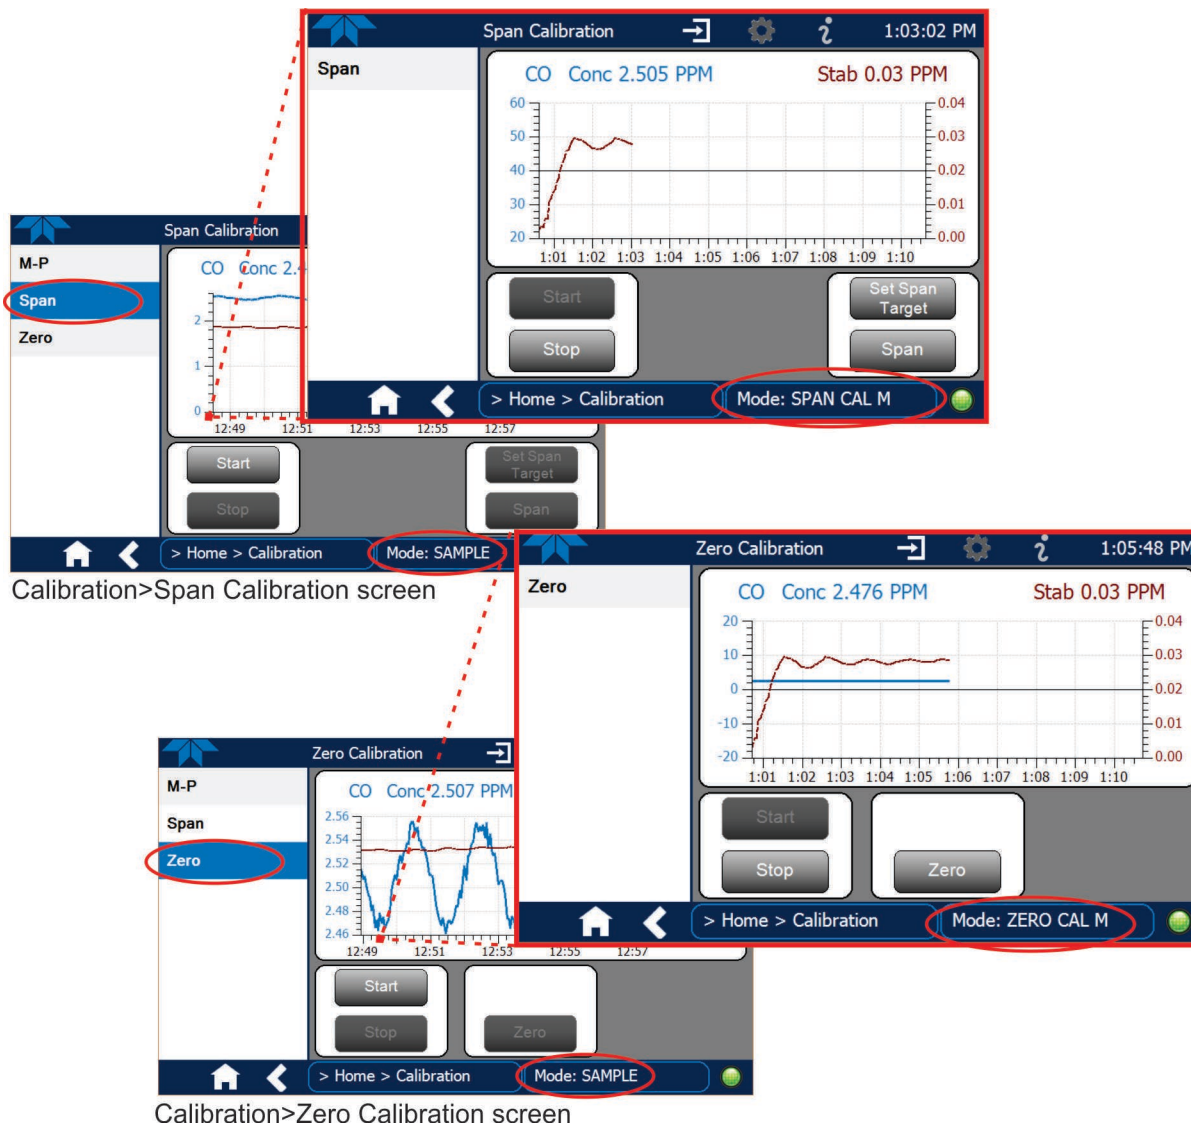 Span Calibration 1:03:02 PM
Span
CO Conc 2.505 PPM Stab 0.03 PPM
60 0.04
50 0.03
40 0.02
30 0.01
20 0.00
1:01 1:02 1:03 1:04 1:05 1:06 1:07 1:08 1:09 1:10
Start
Set Span
Target
Stop
Span
> Home > Calibration
Mode: SPAN CAL M
Span Calibration
M-P
Span
Zero
CO Conc 2.4
2
1
0
12:49 12:51 12:53 12:55 12:57
Start
Set Span
Target
Stop
Span
> Home > Calibration
Mode: SAMPLE
Calibration>Span Calibration screen
Zero Calibration 1:05:48 PM
Zero
CO Conc 2.476 PPM Stab 0.03 PPM
20 0.04
10 0.03
0 0.02
-10 0.01
-20 0.00
1:01 1:02 1:03 1:04 1:05 1:06 1:07 1:08 1:09 1:10
Start
Stop
Zero
> Home > Calibration
Mode: ZERO CAL M
Zero Calibration
M-P
Span
Zero
CO Conc 2.507 PPM
2.56
2.54
2.52
2.50
2.48
2.46
12:49 12:51 12:53 12:55 12:57
Start
Stop
Zero
> Home > Calibration
Mode: SAMPLE
Calibration>Zero Calibration screen